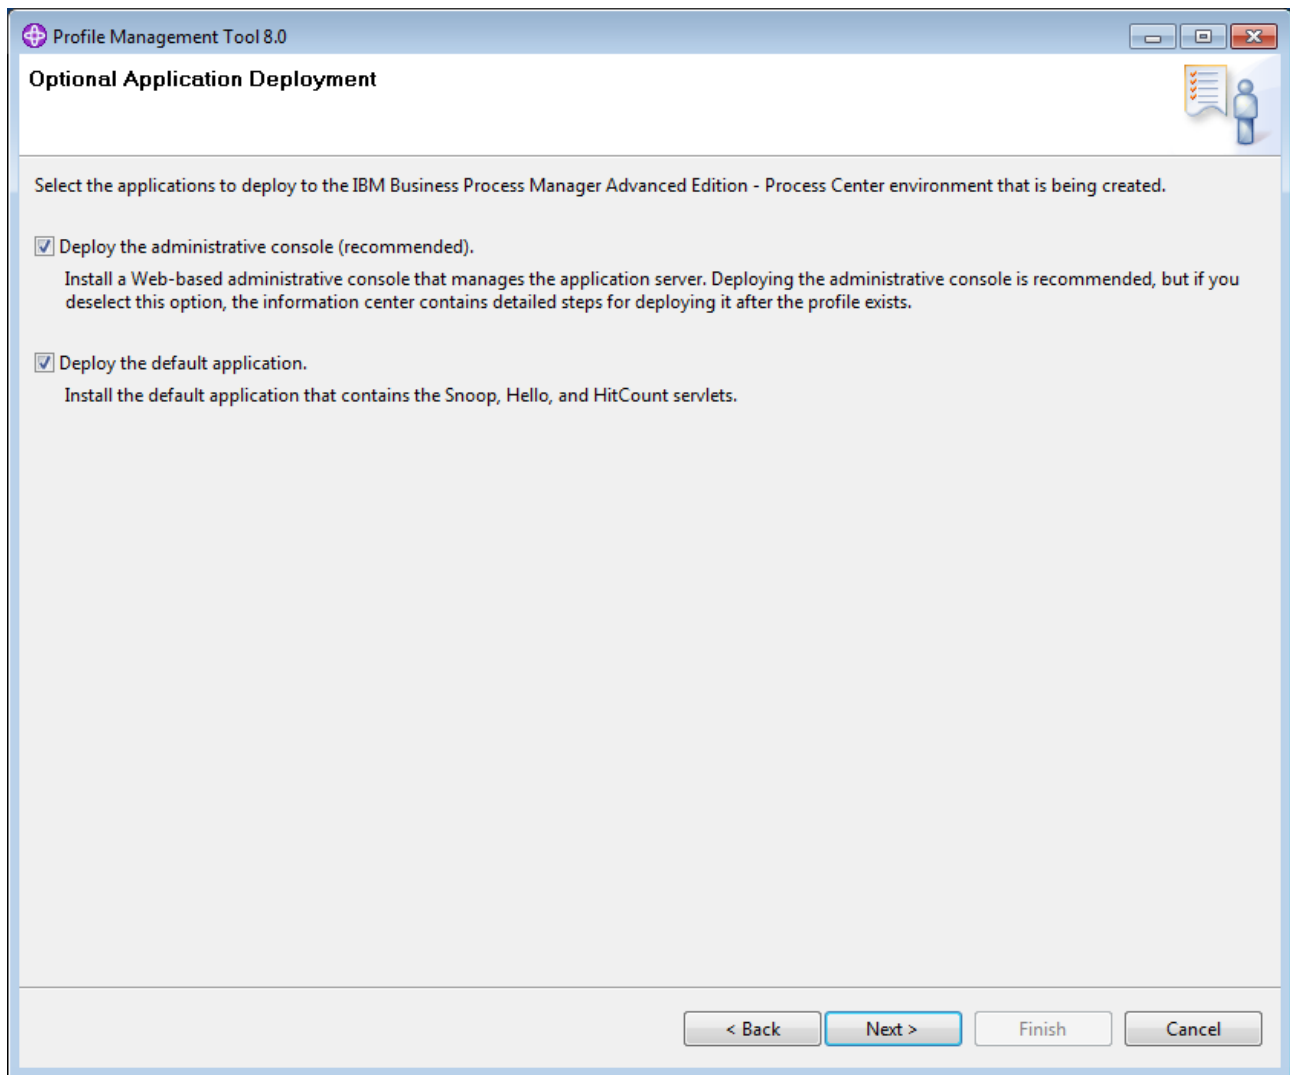 Profile Management Tool 8.0
Optional Application Deployment
Select the applications to deploy to the IBM Business Process Manager Advanced Edition - Process Center environment that is being created.
Deploy the administrative console (recommended).
Install a Web-based administrative console that manages the application server. Deploying the administrative console is recommended, but if you
deselect this option, the information center contains detailed steps for deploying it after the profile exists.
Deploy the default application.
Install the default application that contains the Snoop, Hello, and HitCount servlets.
< Back Next > Finish Cancel